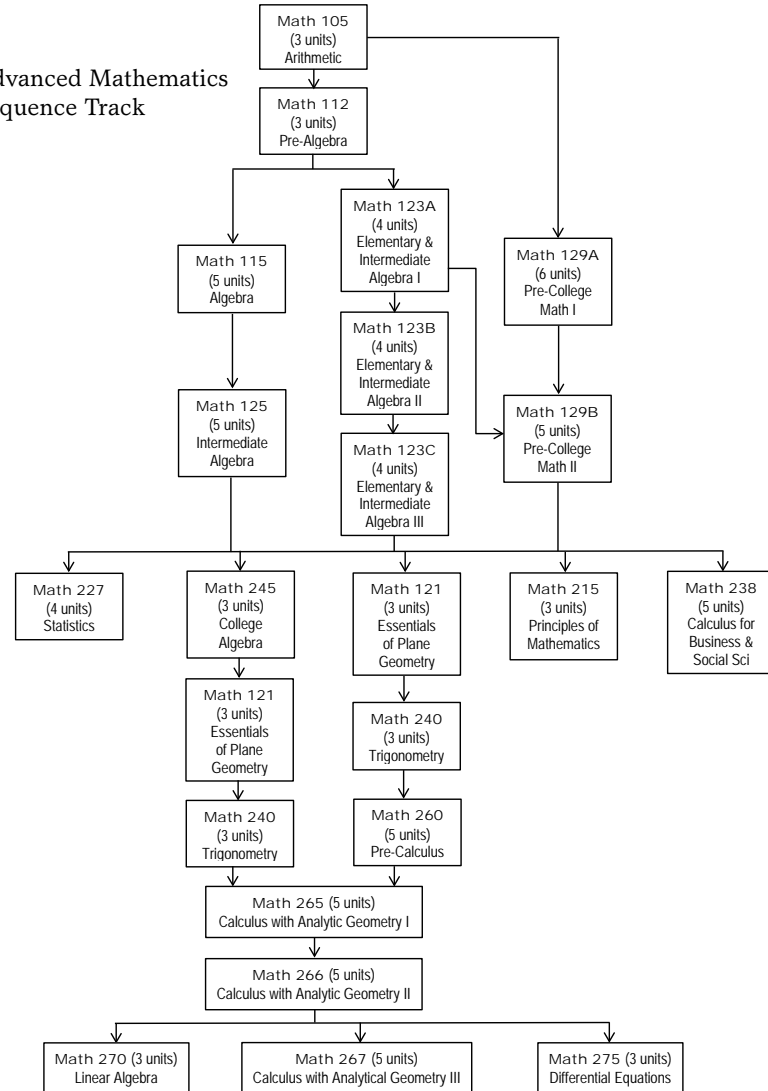 Math 105
(3 units)
Arithmetic
dvanced Mathematics
quence Track
Math 112
(3 units)
Pre-Algebra
Math 123A
(4 units)
Elementary &
Intermediate
Algebra I
Math 115
(5 units)
Algebra
Math 129A
(6 units)
Pre-College
Math I
Math 123B
(4 units)
Elementary &
Intermediate
Algebra II
Math 125
(5 units)
Intermediate
Algebra
Math 129B
(5 units)
Pre-College
Math II
Math 123C
(4 units)
Elementary &
Intermediate
Algebra III
Math 227
(4 units)
Statistics
Math 245
(3 units)
College
Algebra
Math 121
(3 units)
Essentials
of Plane
Geometry
Math 215
(3 units)
Principles of
Mathematics
Math 238
(5 units)
Calculus for
Business &
Social Sci
Math 121
(3 units)
Essentials
of Plane
Geometry
Math 240
(3 units)
Trigonometry
Math 240
(3 units)
Trigonometry
Math 260
(5 units)
Pre-Calculus
Math 265 (5 units)
Calculus with Analytic Geometry I
Math 266 (5 units)
Calculus with Analytic Geometry II
Math 270 (3 units)
Linear Algebra
Math 267 (5 units)
Calculus with Analytical Geometry III
Math 275 (3 units)
Differential Equations